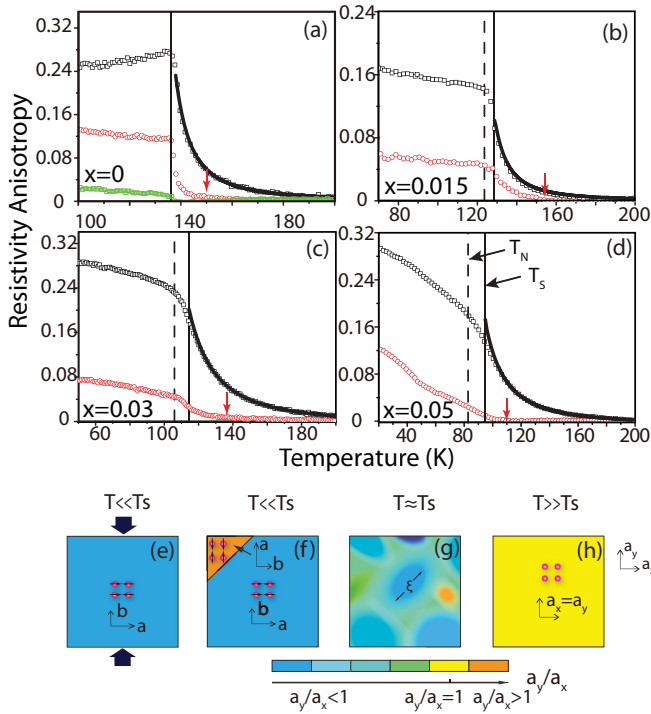 Resistivity Anisotropy
(a)
0.32
0.24
0.16
0.08
0
x=0
100 140 180
(b)
0.16
0.08
0
x=0.015
80 120 160 200
(c)
0.32
0.24
0.16
0.08
0
x=0.03
60 100 140 200
(d)
0.32
0.24
0.16
0.08
0
x=0.05
T_N
T_S
40 80 120 160 200
Temperature (K)
T<<Ts T<<Ts T≈Ts T>>Ts
(e) (f) (g) (h)
b
a
a
b
b
a
ξ
a_x=a_y
a_y
a_y/a_x
a_y/a_x<1 a_y/a_x=1 a_y/a_x>1